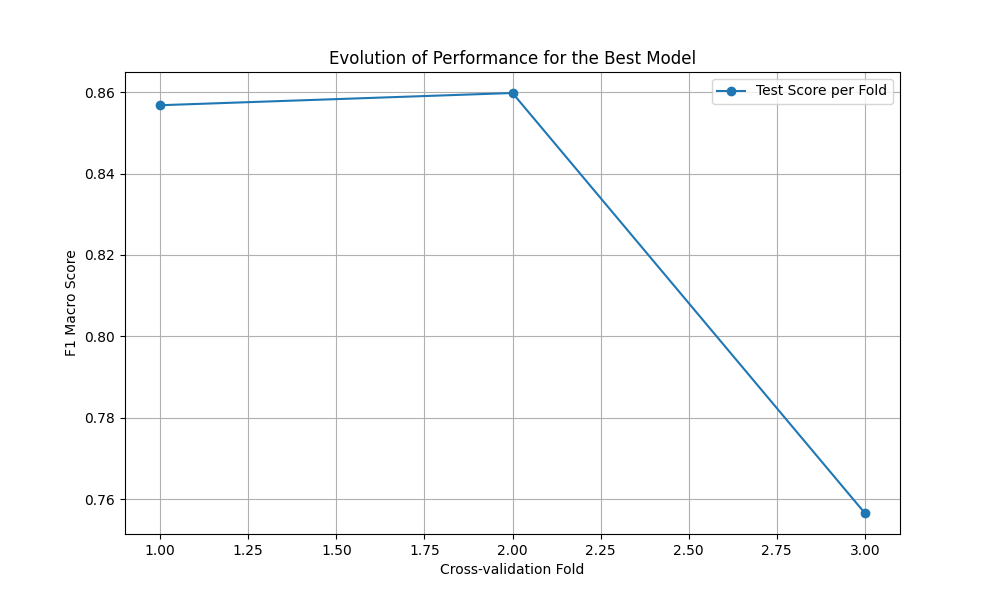 Evolution of Performance for the Best Model
Test Score per Fold
F1 Macro Score
0.86
0.84
0.82
0.80
0.78
0.76
1.00 1.25 1.50 1.75 2.00 2.25 2.50 2.75 3.00
Cross-validation Fold